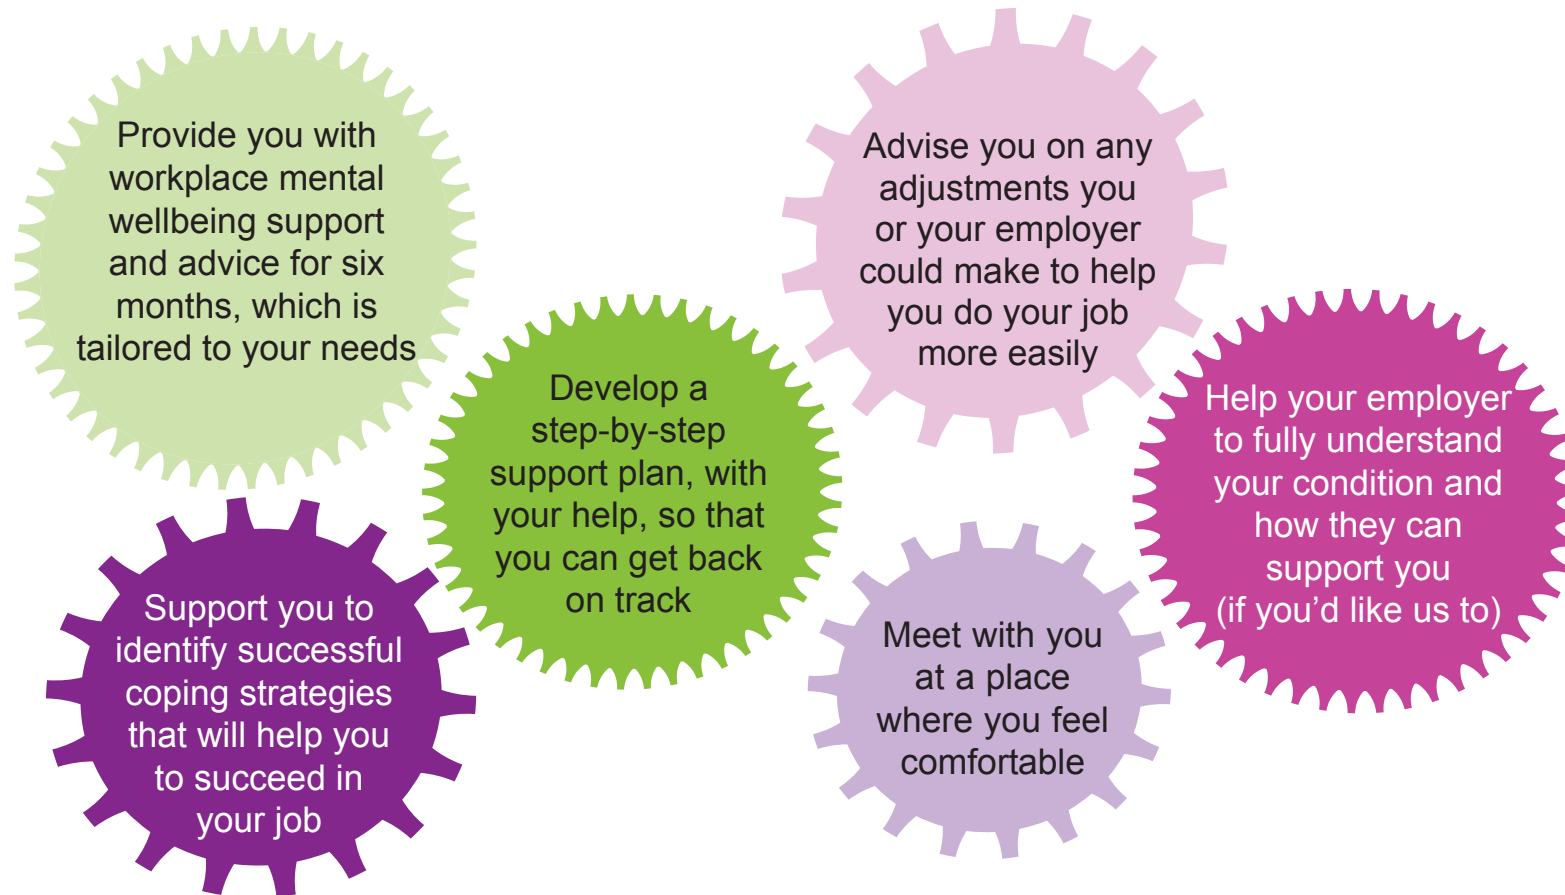 Provide you with
workplace mental
wellbeing support
and advice for six
months, which is
tailored to your needs
Advise you on any
adjustments you
or your employer
could make to help
you do your job
more easily
Develop a
step-by-step
support plan, with
your help, so that
you can get back
on track
Help your employer
to fully understand
your condition and
how they can
support you
(if you’d like us to)
Support you to
identify successful
coping strategies
that will help you
to succeed in
your job
Meet with you
at a place
where you feel
comfortable